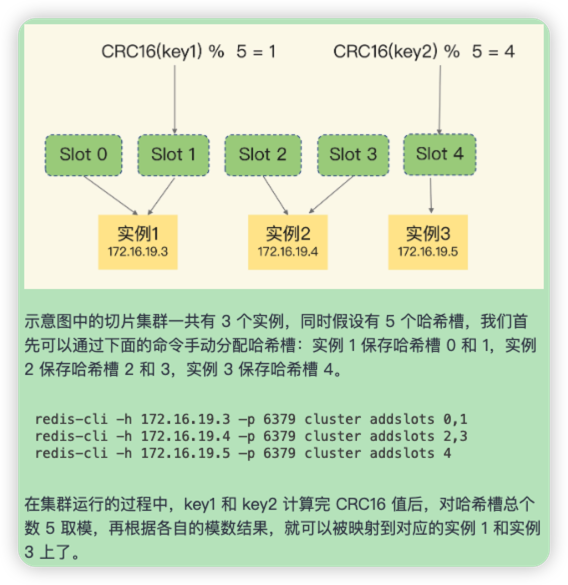 CRC16(key1) % 5 = 1 CRC16(key2) % 5 = 4
Slot 0 Slot 1 Slot 2 Slot 3 Slot 4
实例1 实例2 实例3
172.16.19.3 172.16.19.4 172.16.19.5
示意图中的切片集群一共有 3 个实例，同时假设有 5 个哈希槽，我们首
先可以通过下面的命令手动分配哈希槽：实例 1 保存哈希槽 0 和 1，实例
2 保存哈希槽 2 和 3，实例 3 保存哈希槽 4。
redis-cli -h 172.16.19.3 –p 6379 cluster addslots 0,1
redis-cli -h 172.16.19.4 –p 6379 cluster addslots 2,3
redis-cli -h 172.16.19.5 –p 6379 cluster addslots 4
在集群运行的过程中，key1 和 key2 计算完 CRC16 值后，对哈希槽总个
数 5 取模，再根据各自的模数结果，就可以被映射到对应的实例 1 和实例
3 上了。